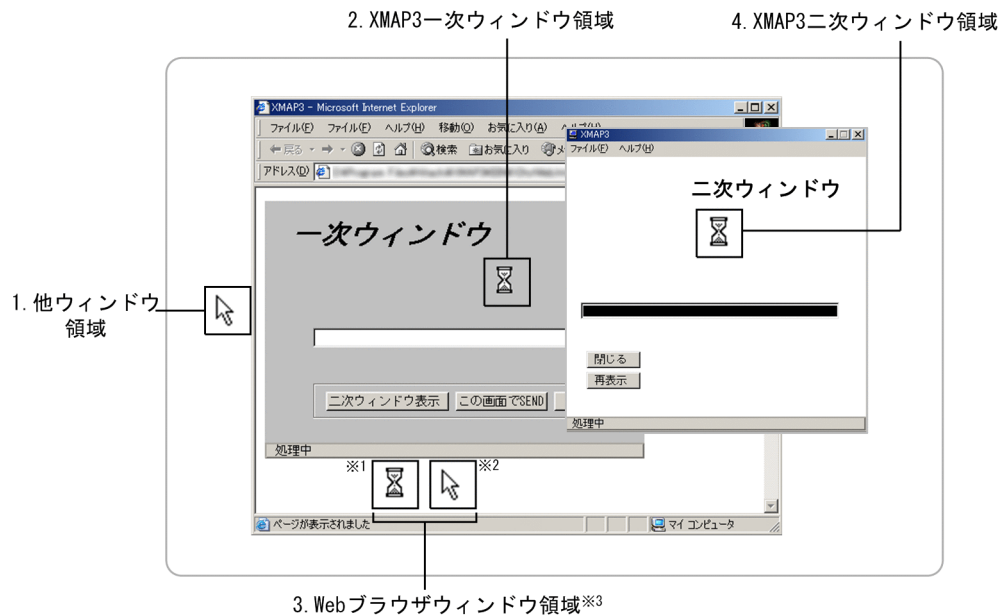 2. XMAP3一次ウィンドウ領域
4. XMAP3二次ウィンドウ領域
XMAP3 - Microsoft Internet Explorer
ファイル(F) ファイル(E) ヘルプ(H) 移動(O) お気に入り(A)
戻る 検索 お気に入り
アドレス(D)
XMAP3
ファイル(F) ヘルプ(H)
二次ウィンドウ
一次ウィンドウ
1. 他ウィンドウ
領域
閉じる
再表示
二次ウィンドウ表示 この画面でSEND
処理中
処理中
※1 ※2
ページが表示されました マイ コンピュータ
3. Webブラウザウィンドウ領域※3